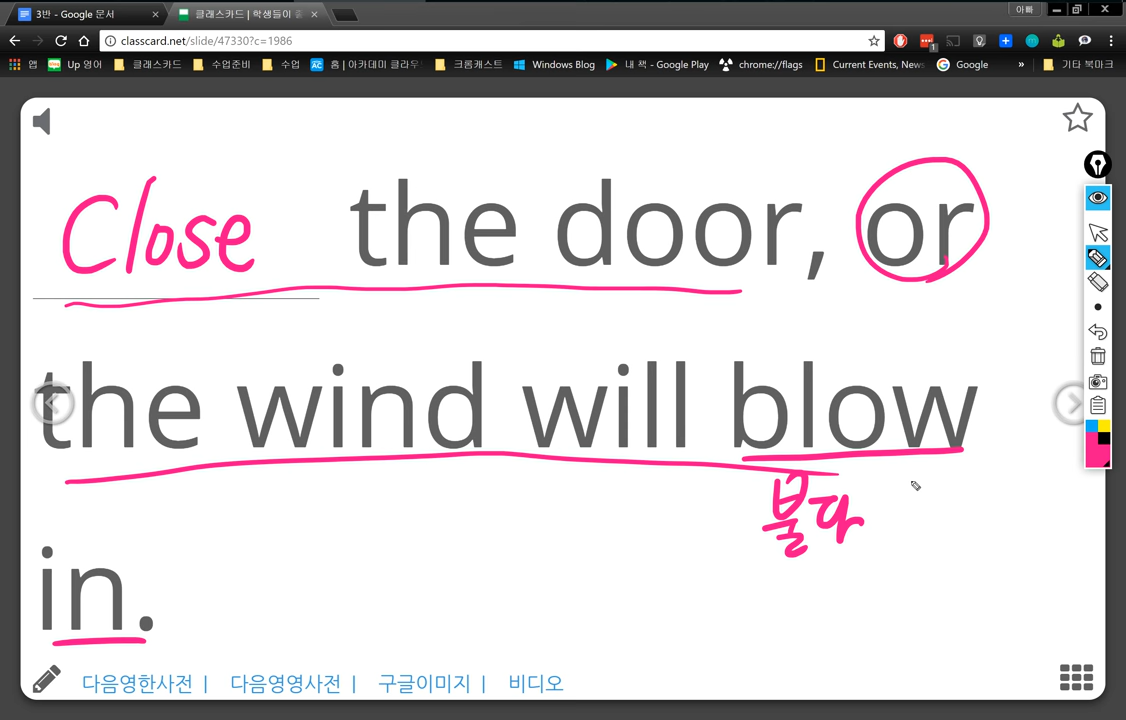 3반 - Google 문서
클래스카드 | 학생들이 좋
아빠
classcard.net/slide/47330?c=1986
1
앱 Up 영어 클래스카드 수업준비 수업 홈 | 아카데미 클라우 크롬캐스트 Windows Blog 내 책 - Google Play chrome://flags Current Events, News Google » 기타 북마크
Close the door, or
the wind will blow
불다
in.
다음영한사전 | 다음영영사전 | 구글이미지 | 비디오